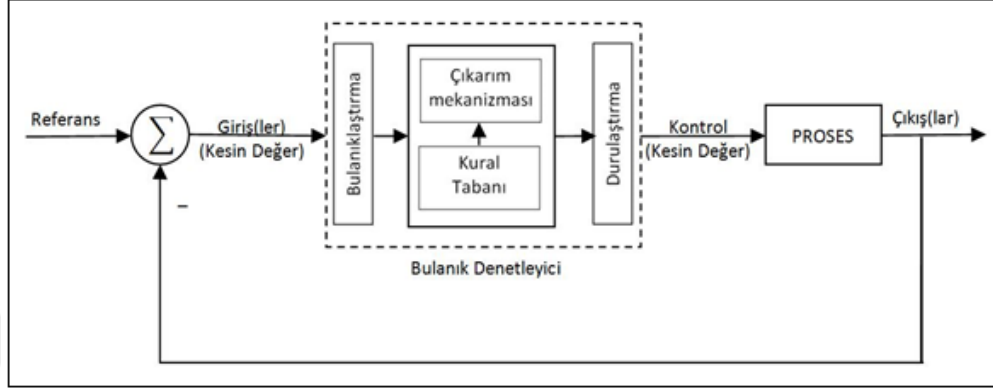 Referans
∑
Giriş(ler)
(Kesin Değer)
–
Bulanıklaştırma
Çıkarım
mekanizması
Kural
Tabanı
Durulaştırma
Kontrol
(Kesin Değer)
PROSES
Çıkış(lar)
Bulanık Denetleyici